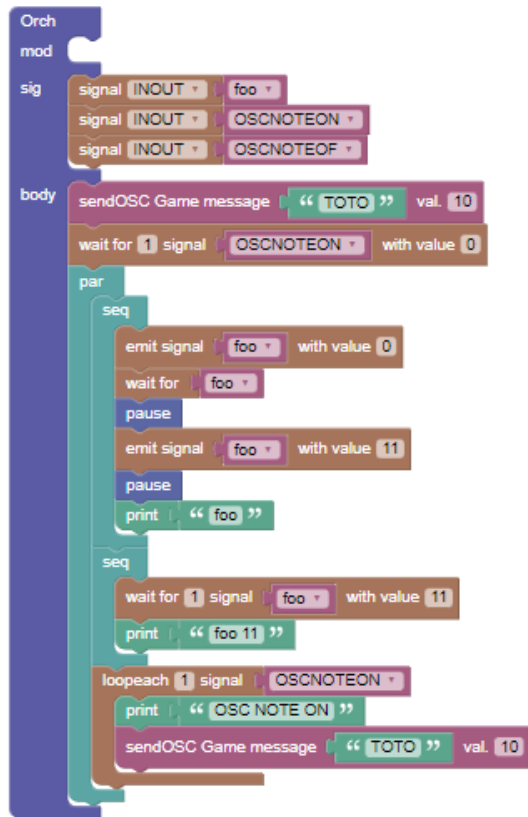 Orch
mod
sig signal INOUT foo
signal INOUT OSCNOTEON
signal INOUT OSCNOTEOF
body sendOSC Game message “ TOTO ” val. 10
wait for 1 signal OSCNOTEON with value 0
par
seq
emit signal foo with value 0
wait for foo
pause
emit signal foo with value 11
pause
print “ foo ”
seq
wait for 1 signal foo with value 11
print “ foo 11 ”
loopeach 1 signal OSCNOTEON
print “ OSC NOTE ON ”
sendOSC Game message “ TOTO ” val. 10